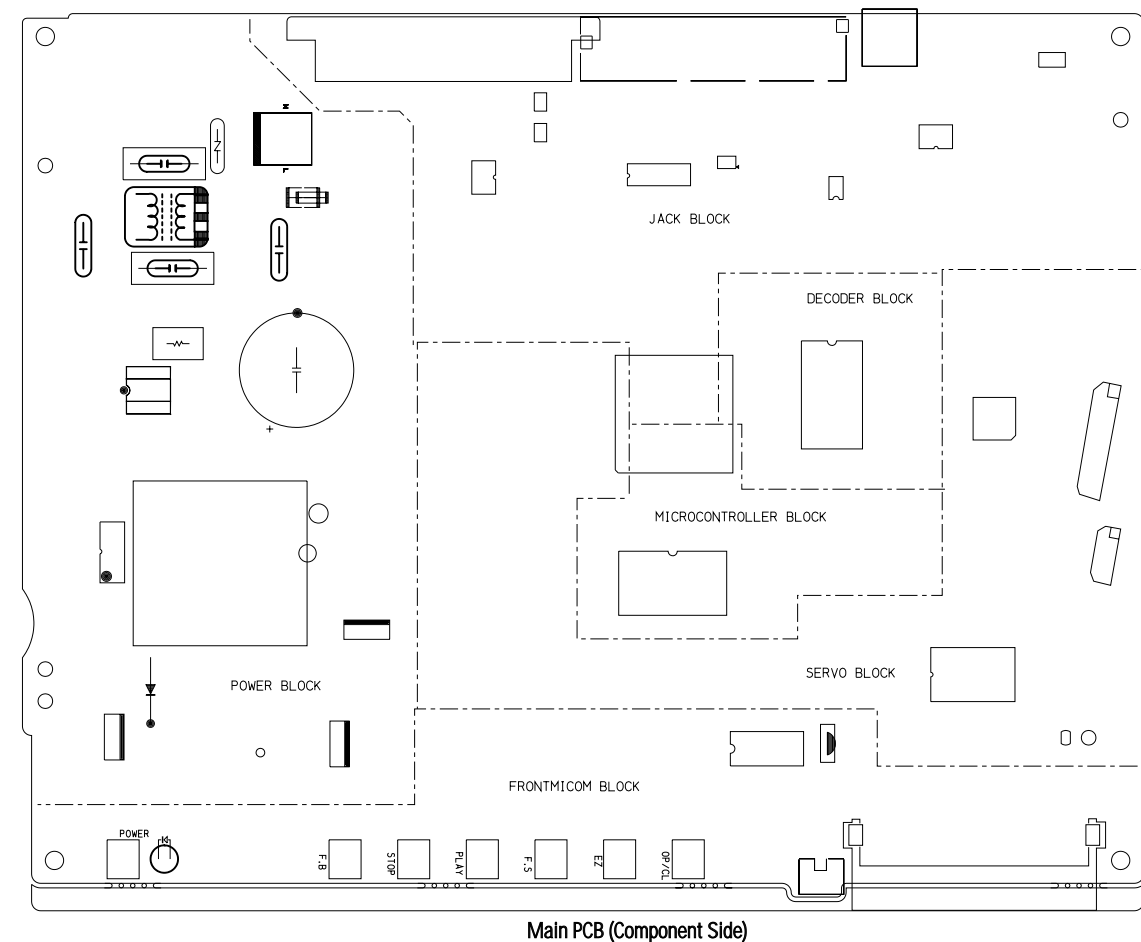 N
L
JACK BLOCK
DECODER BLOCK
+
MICROCONTROLLER BLOCK
SERVO BLOCK
POWER BLOCK
FRONTMICOM BLOCK
POWER
F.B
STOP
PLAY
F.S
EZ
OP/CL
Main PCB (Component Side)